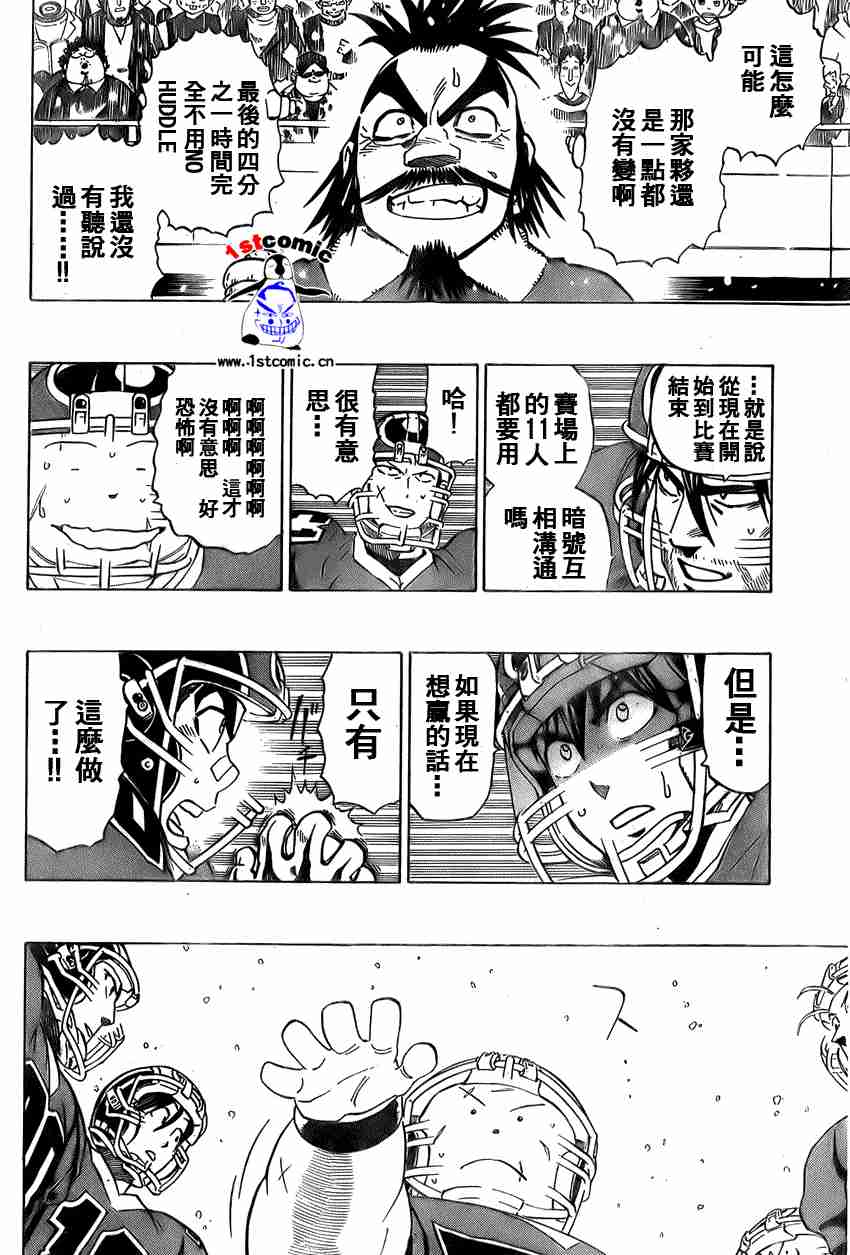 這怎麼
可能
那家夥還
是一點都
沒有變啊
最後的四分
之一時間完
全不用NO
HUDDLE
我還沒
有聽說
過……!!
1stcomic
www.1stcomic.cn
…就是說
從現在開
始到比賽
結束
賽場上
的11人
都要用
暗號互
相溝通
嗎
哈!
很有意
思…
啊啊啊啊啊啊
啊啊啊 這才
沒有意思 好
恐怖啊
但是…
如果現在
想贏的話…
只有
這麼做
了…!!
ス